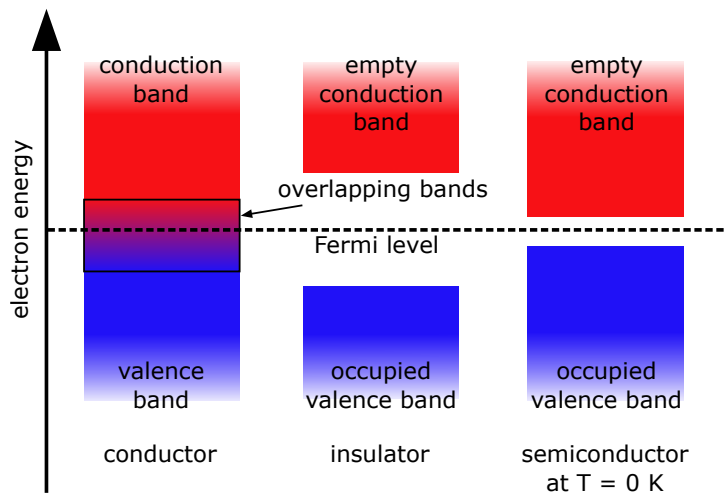 electron energy
conduction
band
empty
conduction
band
empty
conduction
band
overlapping bands
Fermi level
valence
band
occupied
valence band
occupied
valence band
conductor
insulator
semiconductor
at T = 0 K